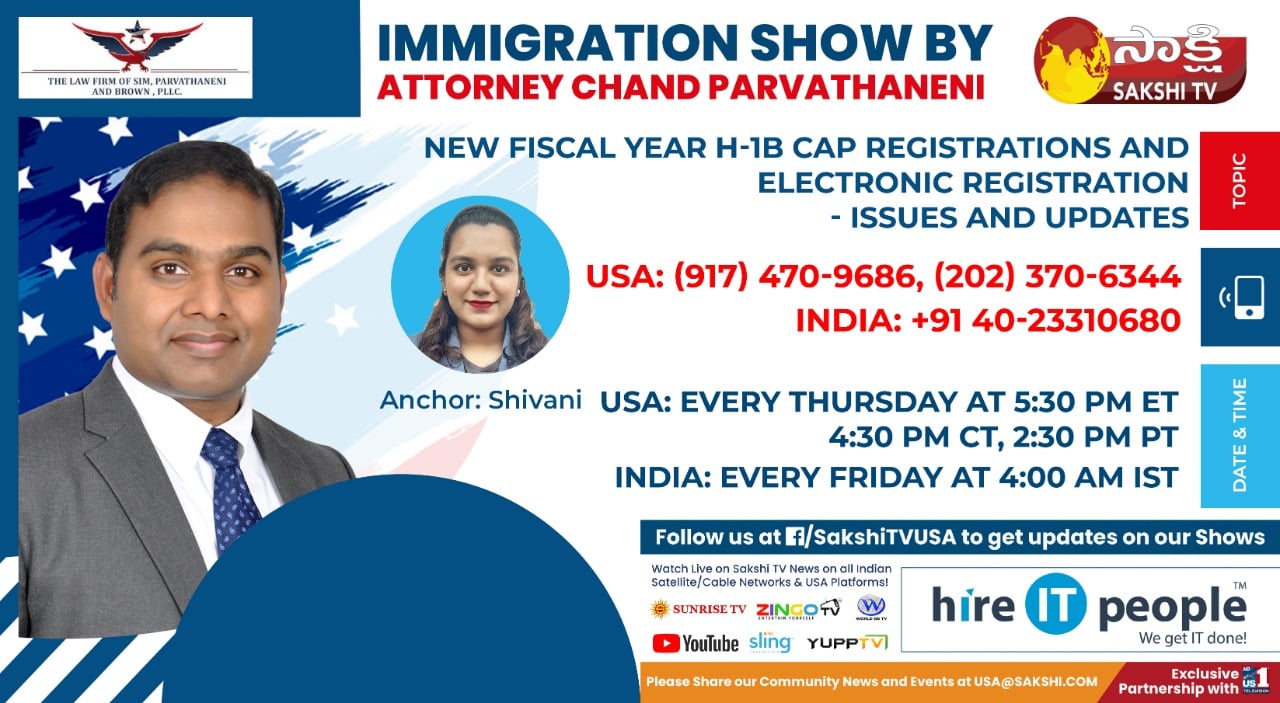 THE LAW FIRM OF SIM, PARVATHANENI
AND BROWN , PLLC.
IMMIGRATION SHOW BY
ATTORNEY CHAND PARVATHANENI
సాక్షి
SAKSHI TV
NEW FISCAL YEAR H-1B CAP REGISTRATIONS AND
ELECTRONIC REGISTRATION
- ISSUES AND UPDATES
TOPIC
USA: (917) 470-9686, (202) 370-6344
INDIA: +91 40-23310680
Anchor: Shivani
USA: EVERY THURSDAY AT 5:30 PM ET
4:30 PM CT, 2:30 PM PT
INDIA: EVERY FRIDAY AT 4:00 AM IST
DATE & TIME
Follow us at f/SakshiTVUSA to get updates on our Shows
Watch Live on Sakshi TV News on all Indian
Satellite/Cable Networks & USA Platforms!
SUNRISE TV
ZINGO TV
ENTERTAIN YOURSELF
W
YouTube
sling
YUPPTV
hire IT people™
We get IT done!
Please Share our Community News and Events at USA@SAKSHI.COM
Exclusive
Partnership with
US 1
TELEVISION